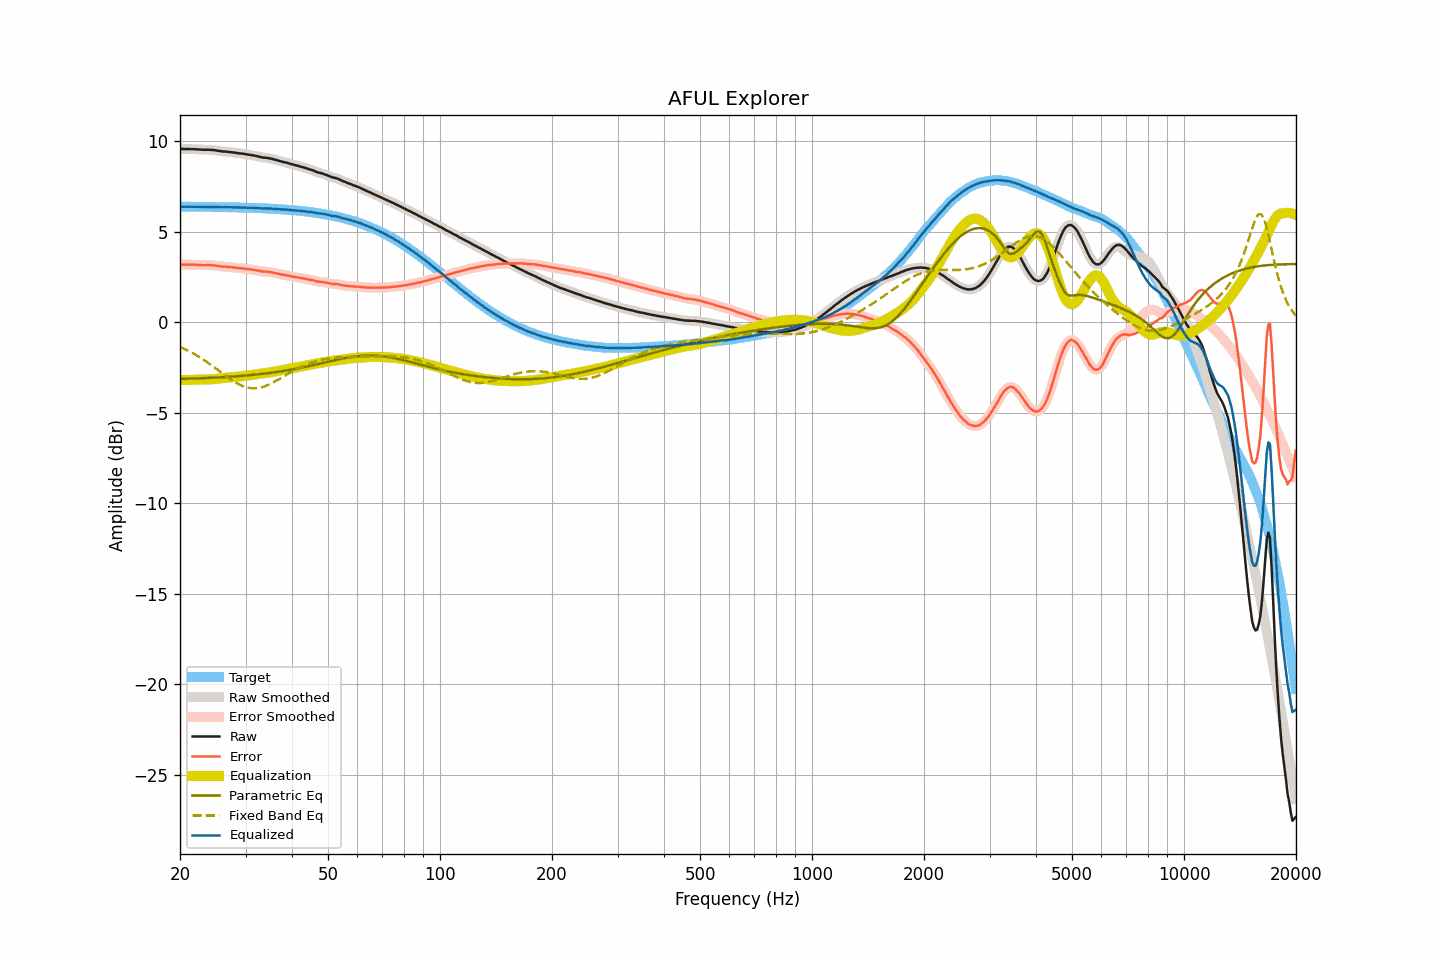 AFUL Explorer
10
5
0
−5
−10
−15
−20
−25
Amplitude (dBr)
Target
Raw Smoothed
Error Smoothed
Raw
Error
Equalization
Parametric Eq
Fixed Band Eq
Equalized
20 50 100 200 500 1000 2000 5000 10000 20000
Frequency (Hz)